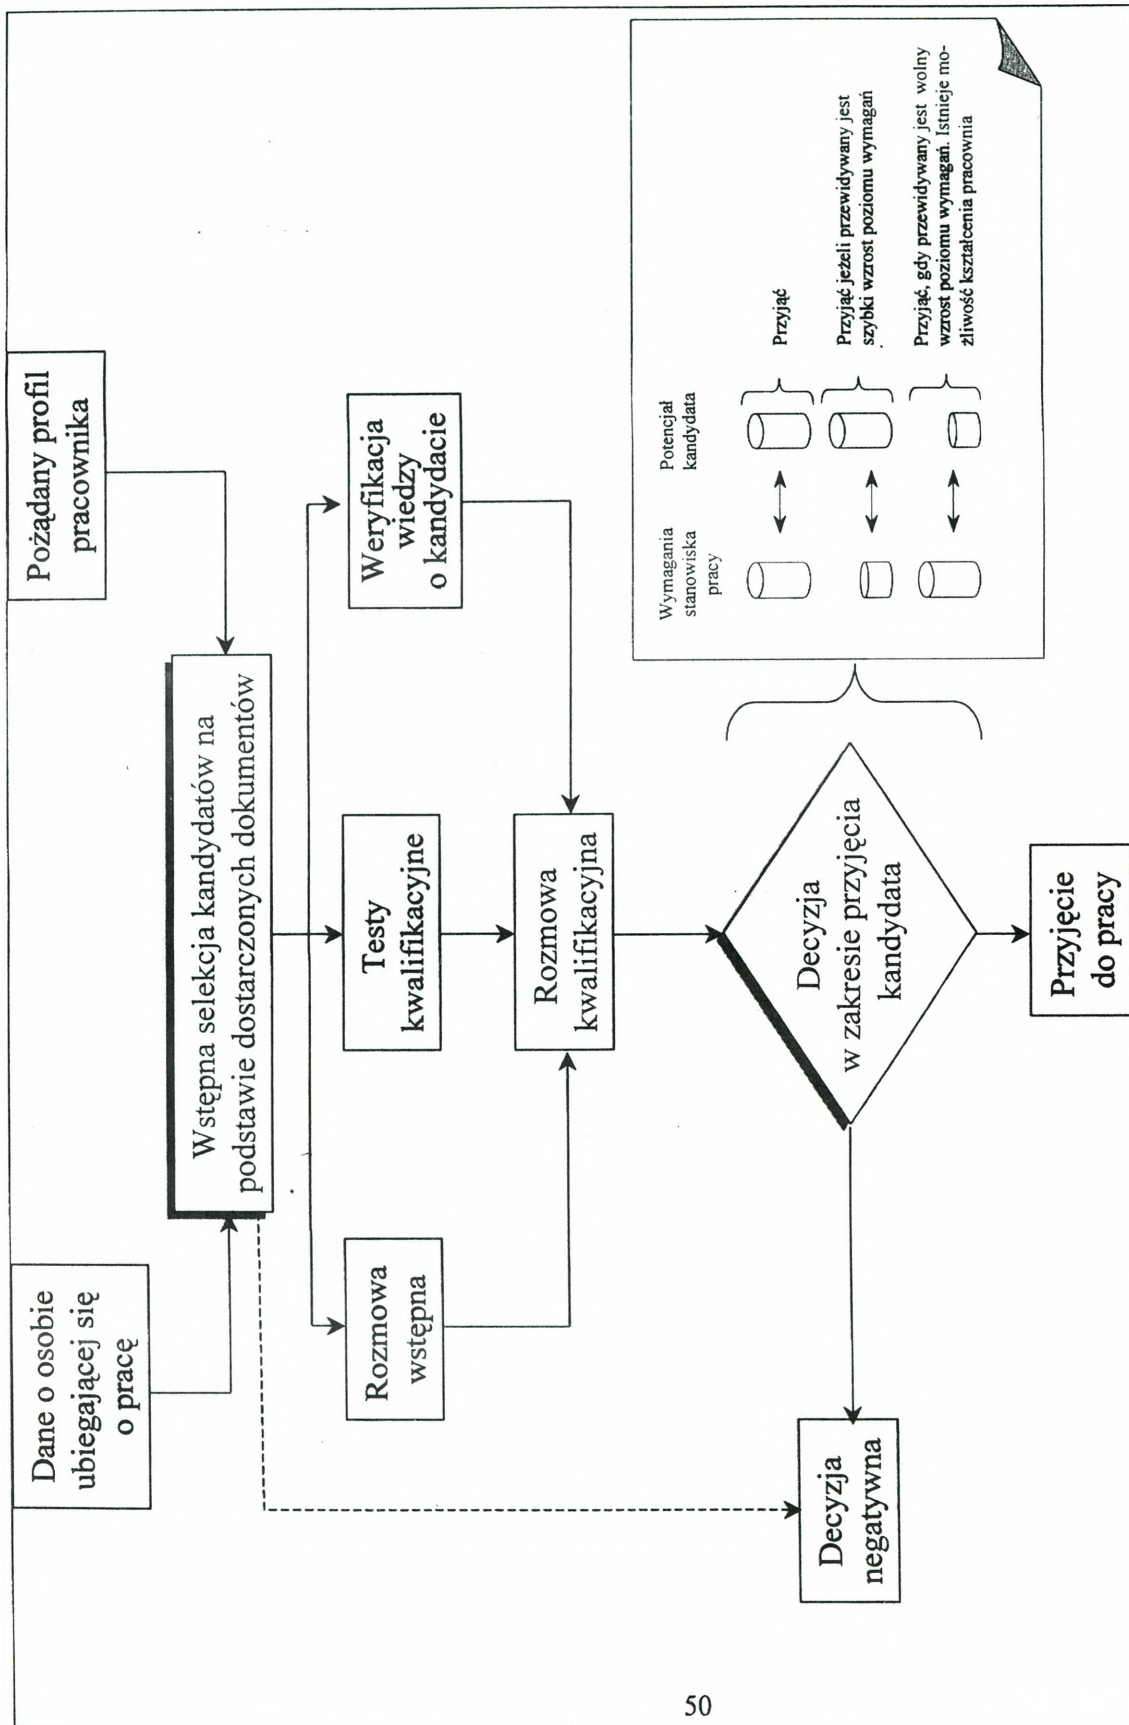 Dane o osobie
ubiegającej się
o pracę
Pożądany profil
pracownika
Wstępna selekcja kandydatów na
podstawie dostarczonych dokumentów
Rozmowa
wstępna
Testy
kwalifikacyjne
Weryfikacja
wiedzy
o kandydacie
Rozmowa
kwalifikacyjna
Decyzja
w zakresie przyjęcia
kandydata
Decyzja
negatywna
Przyjęcie
do pracy
Wymagania
stanowiska
pracy
Potencjał
kandydata
Przyjąć
Przyjąć jeżeli przewidywany jest
szybki wzrost poziomu wymagań
Przyjąć, gdy przewidywany jest wolny
wzrost poziomu wymagań. Istnieje mo-
żliwość kształcenia pracownia
50